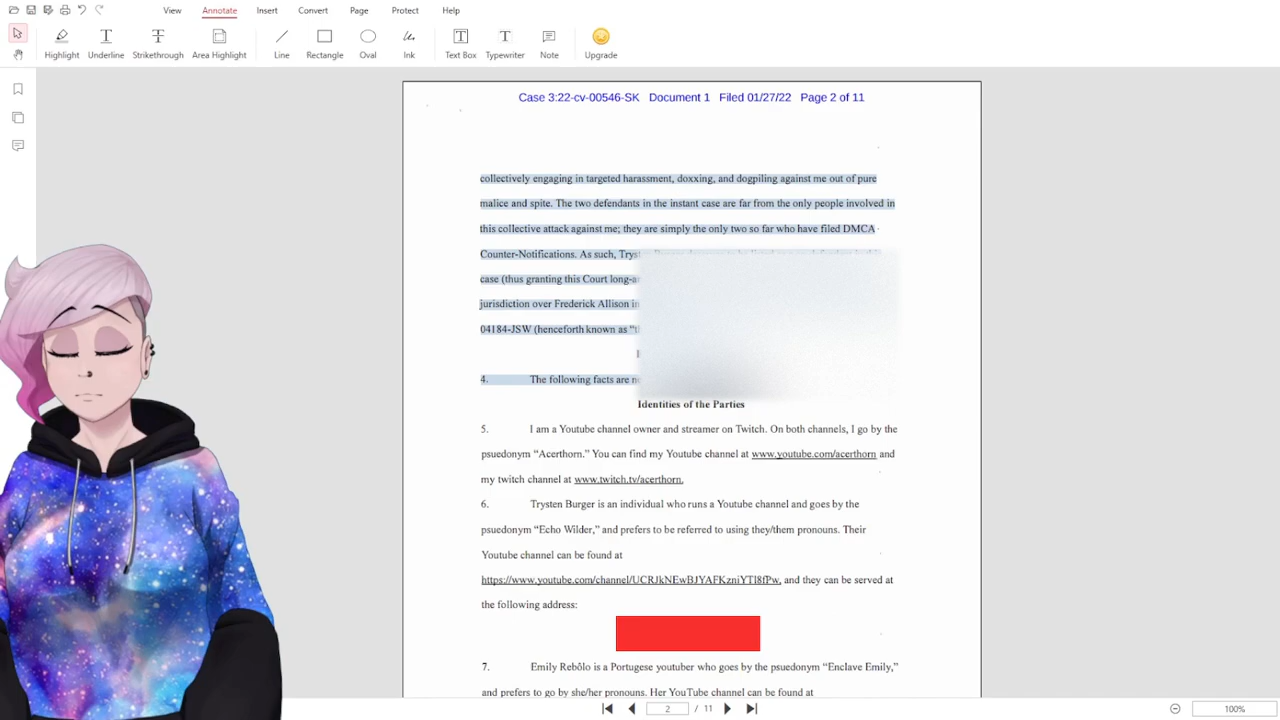 View Annotate Insert Convert Page Protect Help
Highlight Underline Strikethrough Area Highlight Line Rectangle Oval Ink Text Box Typewriter Note Upgrade
Case 3:22-cv-00546-SK Document 1 Filed 01/27/22 Page 2 of 11
collectively engaging in targeted harassment, doxxing, and dogpiling against me out of pure
malice and spite. The two defendants in the instant case are far from the only people involved in
this collective attack against me; they are simply the only two so far who have filed DMCA
Counter-Notifications. As such,
case (thus granting this Court
jurisdiction over Frederick Allison in
04184-JSW (henceforth known as
4. The following facts are
Identities of the Parties
5. I am a Youtube channel owner and streamer on Twitch. On both channels, I go by the
psuedonym “Acerthorn.” You can find my Youtube channel at www.youtube.com/acerthorn and
my twitch channel at www.twitch.tv/acerthorn.
6. Trysten Burger is an individual who runs a Youtube channel and goes by the
psuedonym “Echo Wilder,” and prefers to be referred to using they/them pronouns. Their
Youtube channel can be found at
https://www.youtube.com/channel/UCRJkNEwBJYAFKzniYTl8fPw, and they can be served at
the following address:
7. Emily Rebôlo is a Portugese youtuber who goes by the psuedonym “Enclave Emily,”
and prefers to go by she/her pronouns. Her YouTube channel can be found at
2 / 11 100%